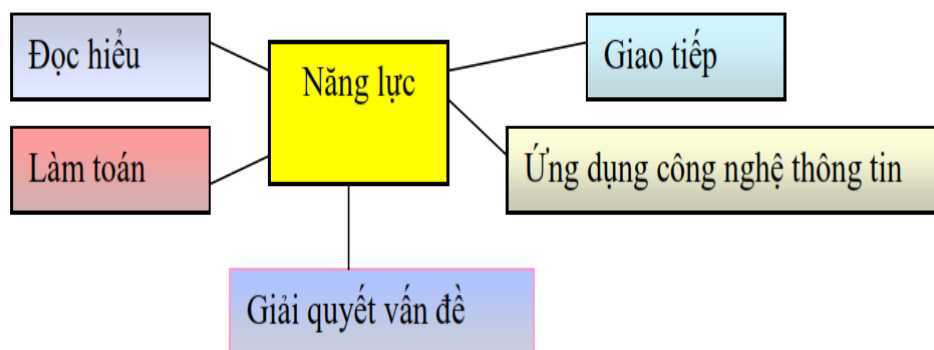 Đọc hiểu
Năng lực
Giao tiếp
Làm toán
Ứng dụng công nghệ thông tin
Giải quyết vấn đề